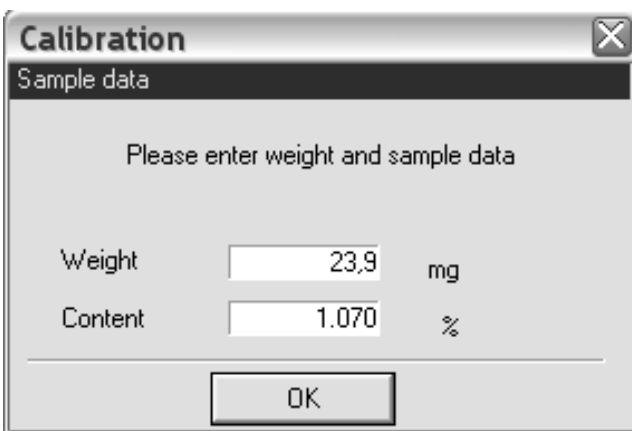 Calibration
Sample data
Please enter weight and sample data
Weight 23,9 mg
Content 1.070 %
OK